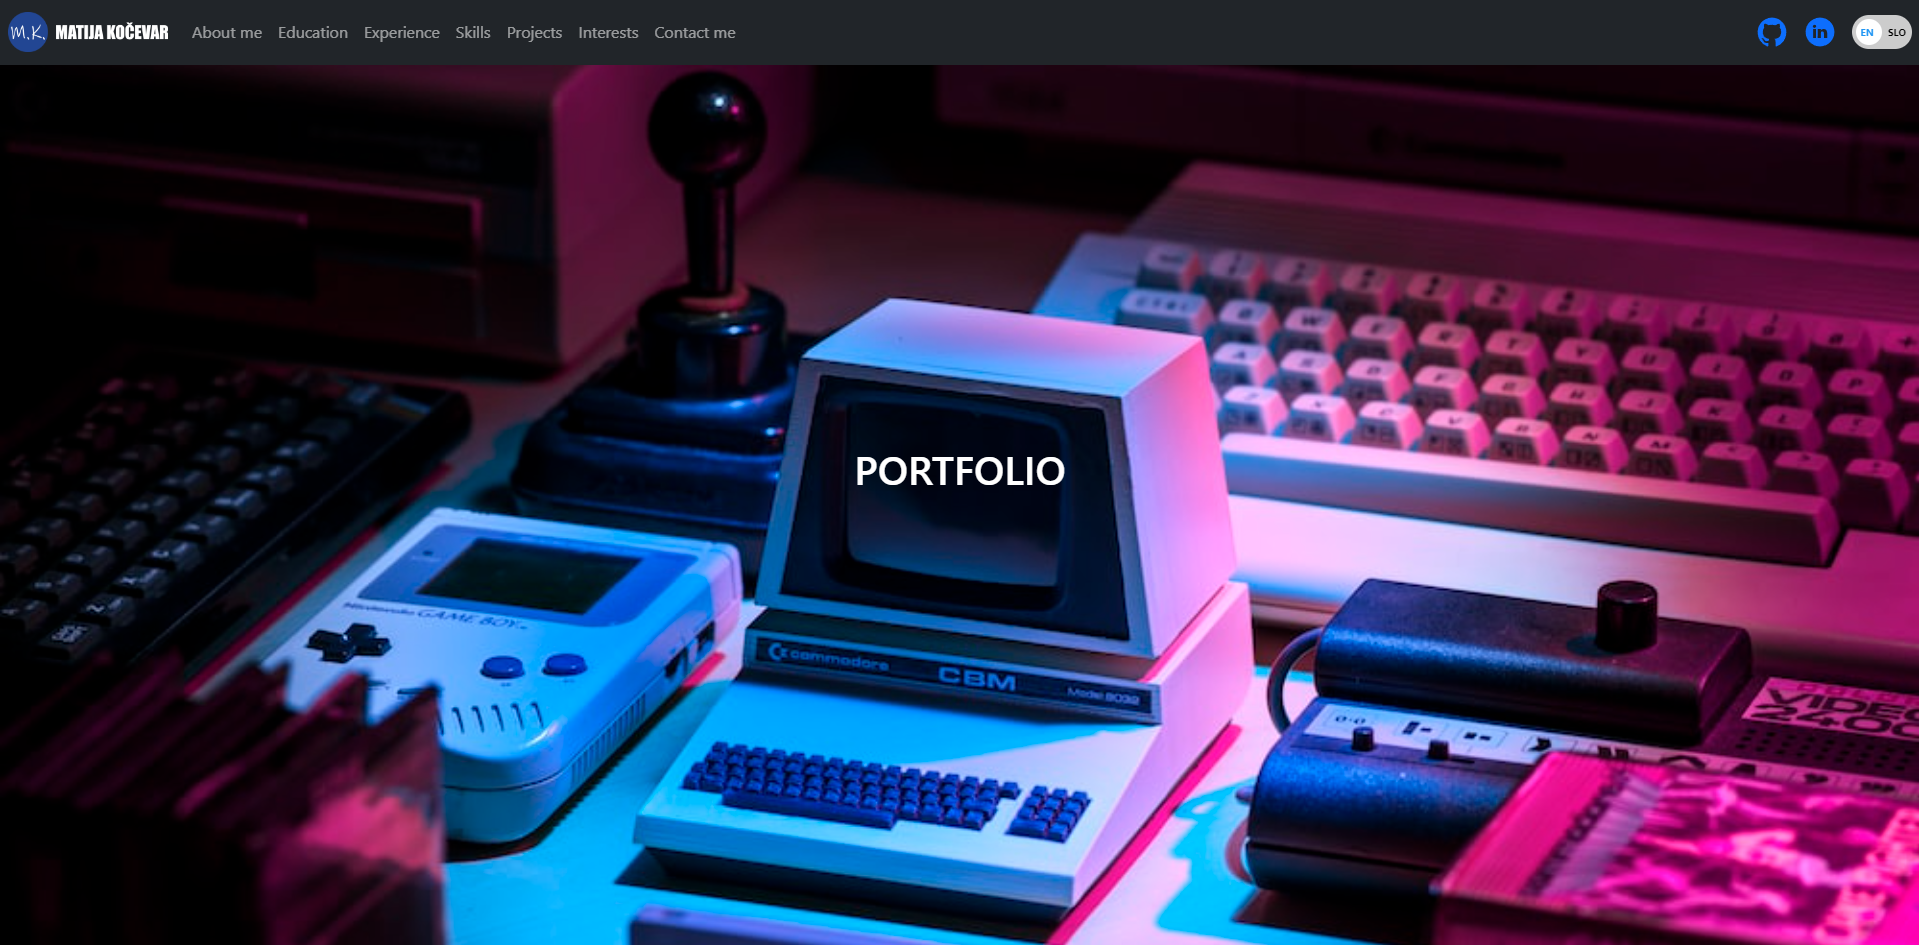 M.K. MATIJA KOČEVAR About me Education Experience Skills Projects Interests Contact me EN SLO
PORTFOLIO
Nintendo GAME BOY
commodore CBM Model 8032
VIDEO
2400